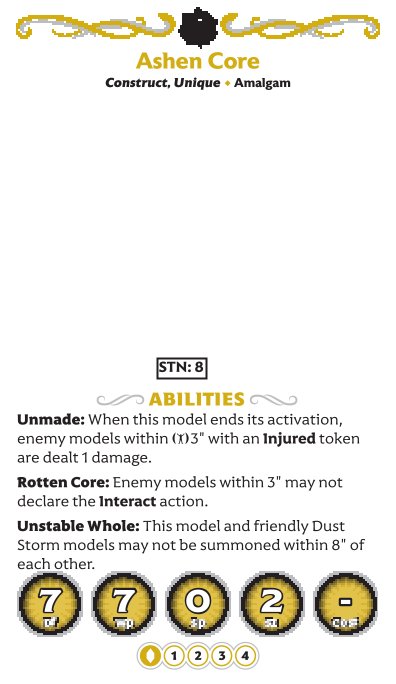 Ashen Core
Construct, Unique • Amalgam
STN: 8
ABILITIES
Unmade: When this model ends its activation,
enemy models within 3" with an Injured token
are dealt 1 damage.
Rotten Core: Enemy models within 3" may not
declare the Interact action.
Unstable Whole: This model and friendly Dust
Storm models may not be summoned within 8" of
each other.
7 7 0 2 -
wp sp cost
1 2 3 4